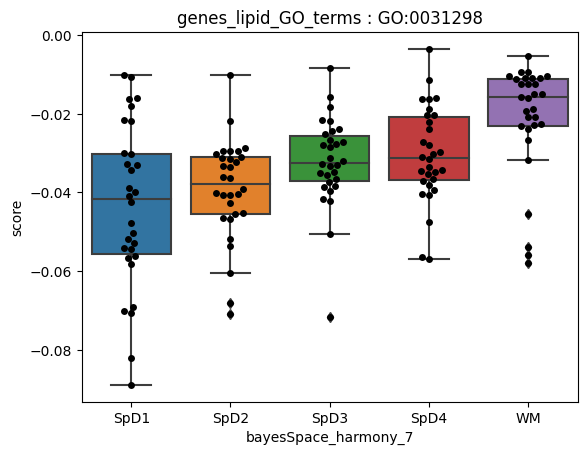 genes_lipid_GO_terms : GO:0031298
0.00
−0.02
−0.04
−0.06
−0.08
score
SpD1 SpD2 SpD3 SpD4 WM
bayesSpace_harmony_7